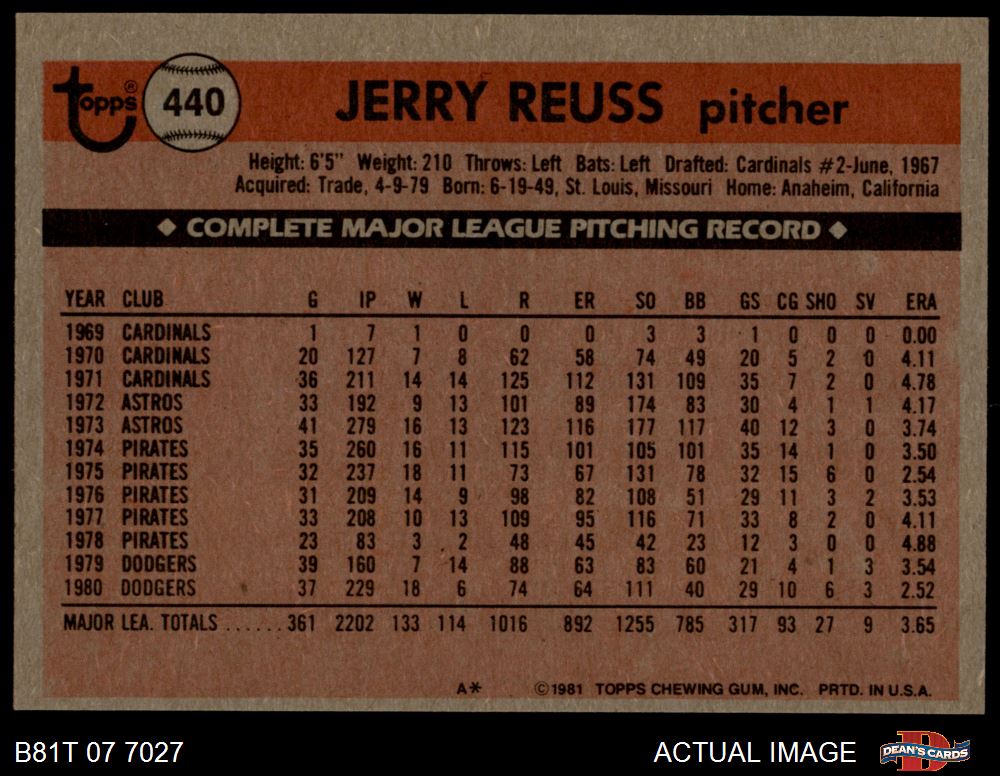 topps® 440 JERRY REUSS pitcher
Height: 6'5" Weight: 210 Throws: Left Bats: Left Drafted: Cardinals #2-June, 1967
Acquired: Trade, 4-9-79 Born: 6-19-49, St. Louis, Missouri Home: Anaheim, California
◆ COMPLETE MAJOR LEAGUE PITCHING RECORD ◆
YEAR CLUB G IP W L R ER SO BB GS CG SHO SV ERA
1969 CARDINALS 1 7 1 0 0 0 3 3 1 0 0 0 0.00
1970 CARDINALS 20 127 7 8 62 58 74 49 20 5 2 0 4.11
1971 CARDINALS 36 211 14 14 125 112 131 109 35 7 2 0 4.78
1972 ASTROS 33 192 9 13 101 89 174 83 30 4 1 1 4.17
1973 ASTROS 41 279 16 13 123 116 177 117 40 12 3 0 3.74
1974 PIRATES 35 260 16 11 115 101 105 101 35 14 1 0 3.50
1975 PIRATES 32 237 18 11 73 67 131 78 32 15 6 0 2.54
1976 PIRATES 31 209 14 9 98 82 108 51 29 11 3 2 3.53
1977 PIRATES 33 208 10 13 109 95 116 71 33 8 2 0 4.11
1978 PIRATES 23 83 3 2 48 45 42 23 12 3 0 0 4.88
1979 DODGERS 39 160 7 14 88 63 83 60 21 4 1 3 3.54
1980 DODGERS 37 229 18 6 74 64 111 40 29 10 6 3 2.52
MAJOR LEA. TOTALS ...... 361 2202 133 114 1016 892 1255 785 317 93 27 9 3.65
A* ©1981 TOPPS CHEWING GUM, INC. PRTD. IN U.S.A.
B81T 07 7027 ACTUAL IMAGE DEAN'S CARDS